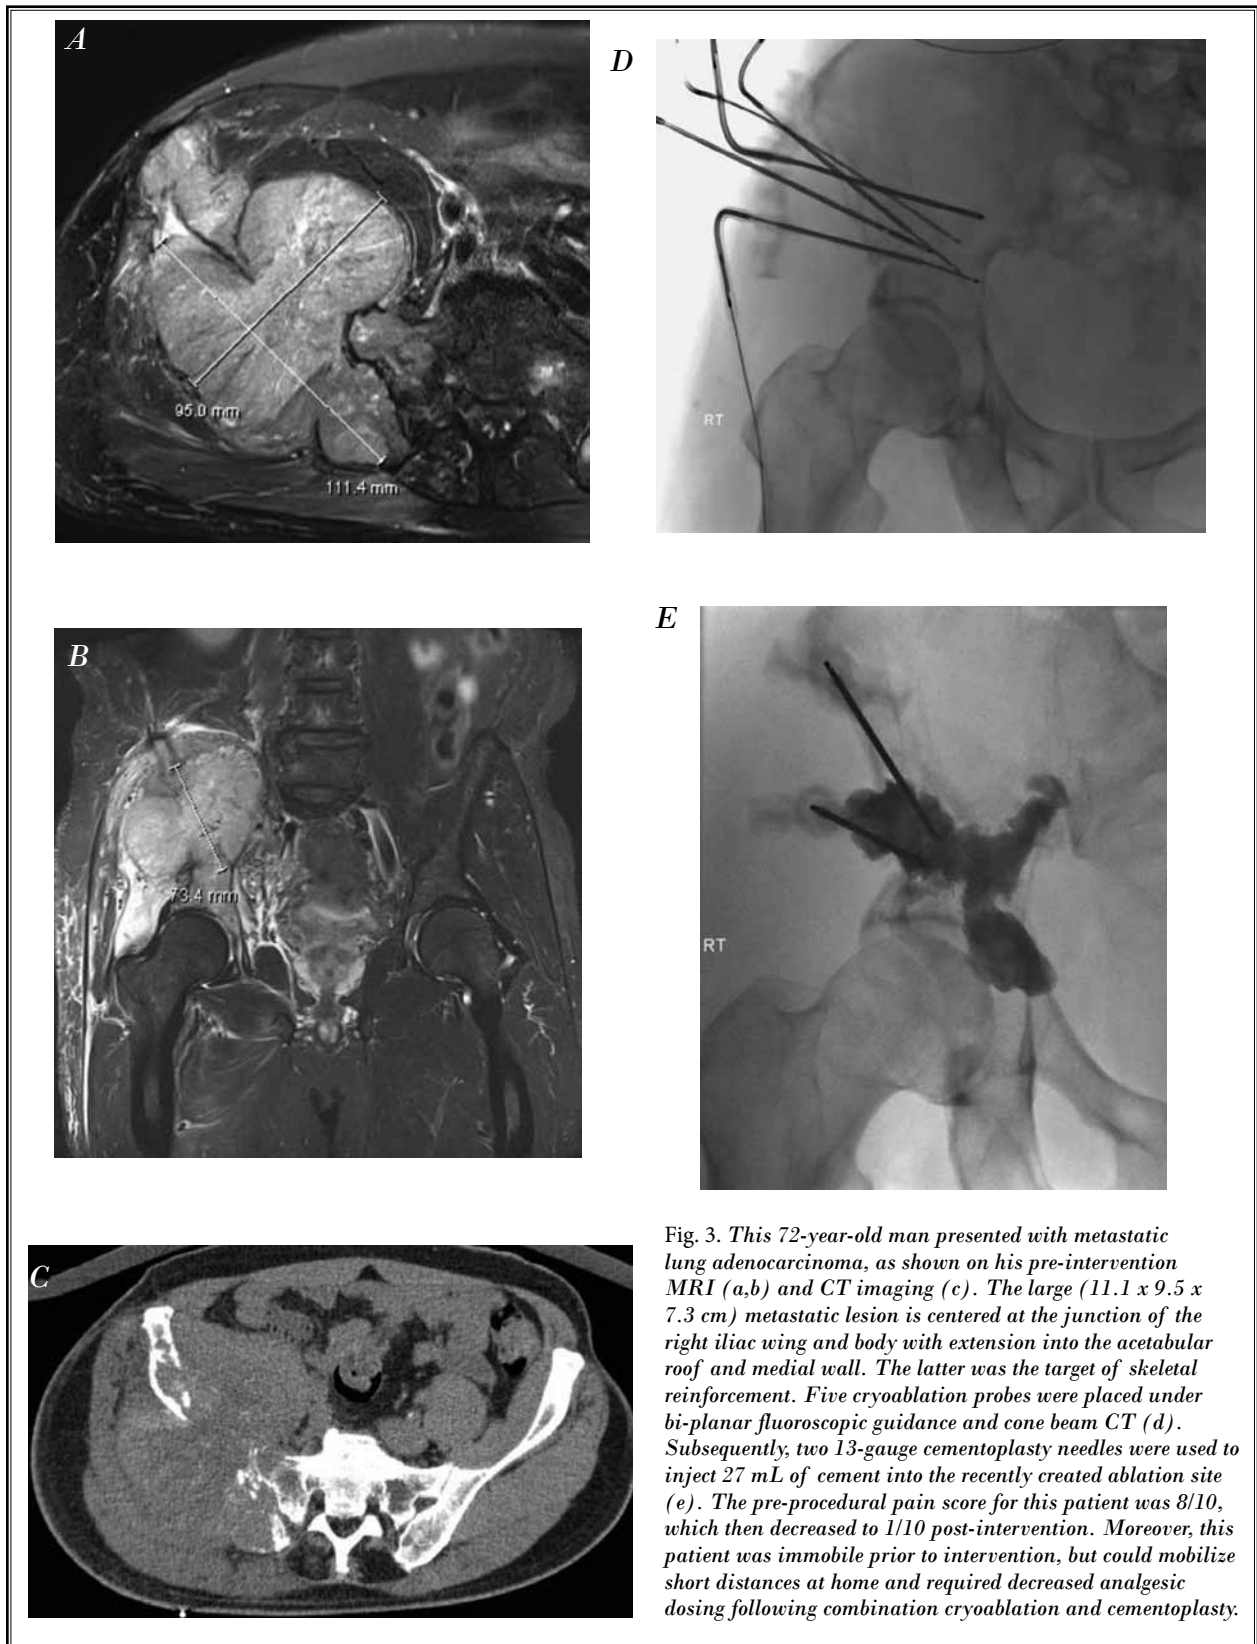 A
95.0 mm
111.4 mm
B
73.4 mm
C
D
RT
E
RT
Fig. 3. This 72-year-old man presented with metastatic
lung adenocarcinoma, as shown on his pre-intervention
MRI (a,b) and CT imaging (c). The large (11.1 x 9.5 x
7.3 cm) metastatic lesion is centered at the junction of the
right iliac wing and body with extension into the acetabular
roof and medial wall. The latter was the target of skeletal
reinforcement. Five cryoablation probes were placed under
bi-planar fluoroscopic guidance and cone beam CT (d).
Subsequently, two 13-gauge cementoplasty needles were used to
inject 27 mL of cement into the recently created ablation site
(e). The pre-procedural pain score for this patient was 8/10,
which then decreased to 1/10 post-intervention. Moreover, this
patient was immobile prior to intervention, but could mobilize
short distances at home and required decreased analgesic
dosing following combination cryoablation and cementoplasty.